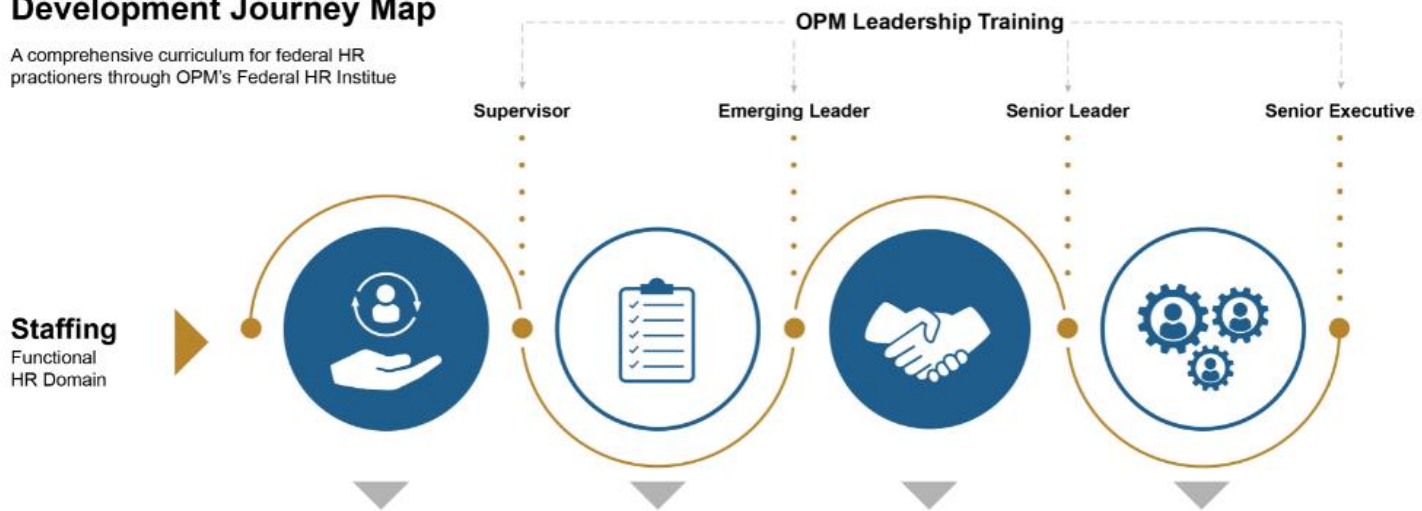 Development Journey Map
A comprehensive curriculum for federal HR
practioners through OPM's Federal HR Institue
OPM Leadership Training
Supervisor
Emerging Leader
Senior Leader
Senior Executive
Staffing
Functional
HR Domain